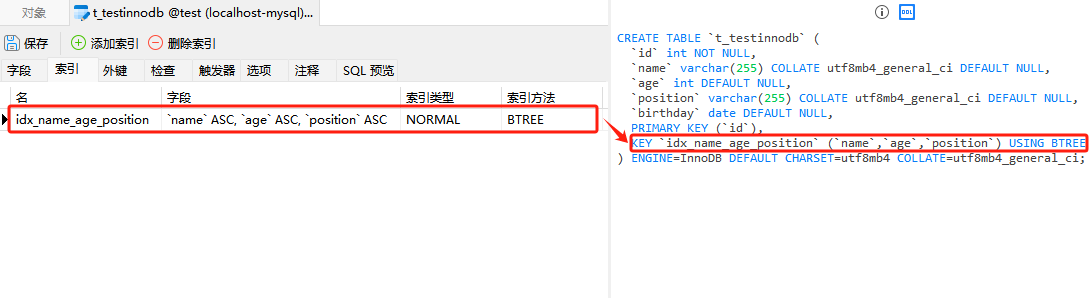 对象
t_testinnodb @test (localhost-mysql)...
保存 添加索引 删除索引
字段 索引 外键 检查 触发器 选项 注释 SQL 预览
名 字段 索引类型 索引方法
idx_name_age_position `name` ASC, `age` ASC, `position` ASC NORMAL BTREE
DDL
CREATE TABLE `t_testinnodb` (
  `id` int NOT NULL,
  `name` varchar(255) COLLATE utf8mb4_general_ci DEFAULT NULL,
  `age` int DEFAULT NULL,
  `position` varchar(255) COLLATE utf8mb4_general_ci DEFAULT NULL,
  `birthday` date DEFAULT NULL,
  PRIMARY KEY (`id`),
  KEY `idx_name_age_position` (`name`,`age`,`position`) USING BTREE
) ENGINE=InnoDB DEFAULT CHARSET=utf8mb4 COLLATE=utf8mb4_general_ci;